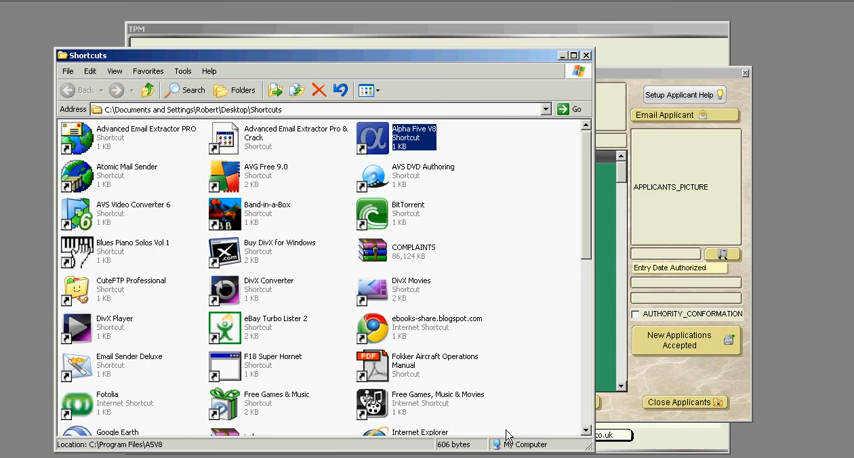 TPM
Shortcuts
File Edit View Favorites Tools Help
Back Search Folders
Address C:\Documents and Settings\Robert\Desktop\Shortcuts Go
Advanced Email Extractor PRO
Shortcut
1 KB
Advanced Email Extractor Pro &
Crack
Shortcut
Alpha Five V8
Shortcut
1 KB
Atomic Mail Sender
Shortcut
1 KB
AVG Free 9.0
Shortcut
2 KB
AVS DVD Authoring
Shortcut
1 KB
AVS Video Converter 6
Shortcut
1 KB
Band-in-a-Box
Shortcut
2 KB
BitTorrent
Shortcut
1 KB
Blues Piano Solos Vol 1
Shortcut
1 KB
Buy DivX for Windows
Shortcut
2 KB
COMPLAINTS
86,124 KB
CuteFTP Professional
Shortcut
1 KB
DivX Converter
Shortcut
1 KB
DivX Movies
Shortcut
2 KB
DivX Player
Shortcut
1 KB
eBay Turbo Lister 2
Shortcut
2 KB
ebooks-share.blogspot.com
Internet Shortcut
1 KB
Email Sender Deluxe
Shortcut
1 KB
F18 Super Hornet
Shortcut
1 KB
Fokker Aircraft Operations
Manual
Shortcut
Fotolia
Internet Shortcut
1 KB
Free Games & Music
Shortcut
2 KB
Free Games, Music & Movies
Shortcut
1 KB
Google Earth
Internet Explorer
Location: C:\Program Files\A5V8 606 bytes My Computer
Setup Applicant Help
Email Applicant
APPLICANTS_PICTURE
Entry Date Authorized
AUTHORITY_CONFORMATION
New Applications
Accepted
Close Applicants
co.uk